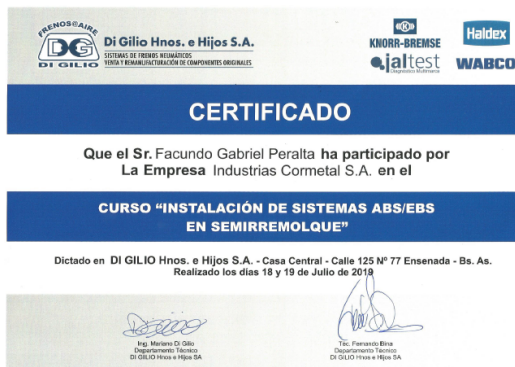 FRENOS@AIRE
DG
DI GILIO
Di Gilio Hnos. e Hijos S.A.
SISTEMAS DE FRENOS NEUMÁTICOS
VENTA Y REMANUFACTURACIÓN DE COMPONENTES ORIGINALES
KNORR-BREMSE
Haldex
jaltest
Diagnóstico Multimarca
WABCO
CERTIFICADO
Que el Sr. Facundo Gabriel Peralta ha participado por
La Empresa Industrias Cormetal S.A. en el
CURSO “INSTALACIÓN DE SISTEMAS ABS/EBS
EN SEMIRREMOLQUE”
Dictado en DI GILIO Hnos. e Hijos S.A. - Casa Central - Calle 125 Nº 77 Ensenada - Bs. As.
Realizado los días 18 y 19 de Julio de 2019
Ing. Mariano Di Gilio
Departamento Técnico
DI GILIO Hnos e Hijos SA
Tec. Fernando Bina
Departamento Técnico
DI GILIO Hnos e Hijos SA